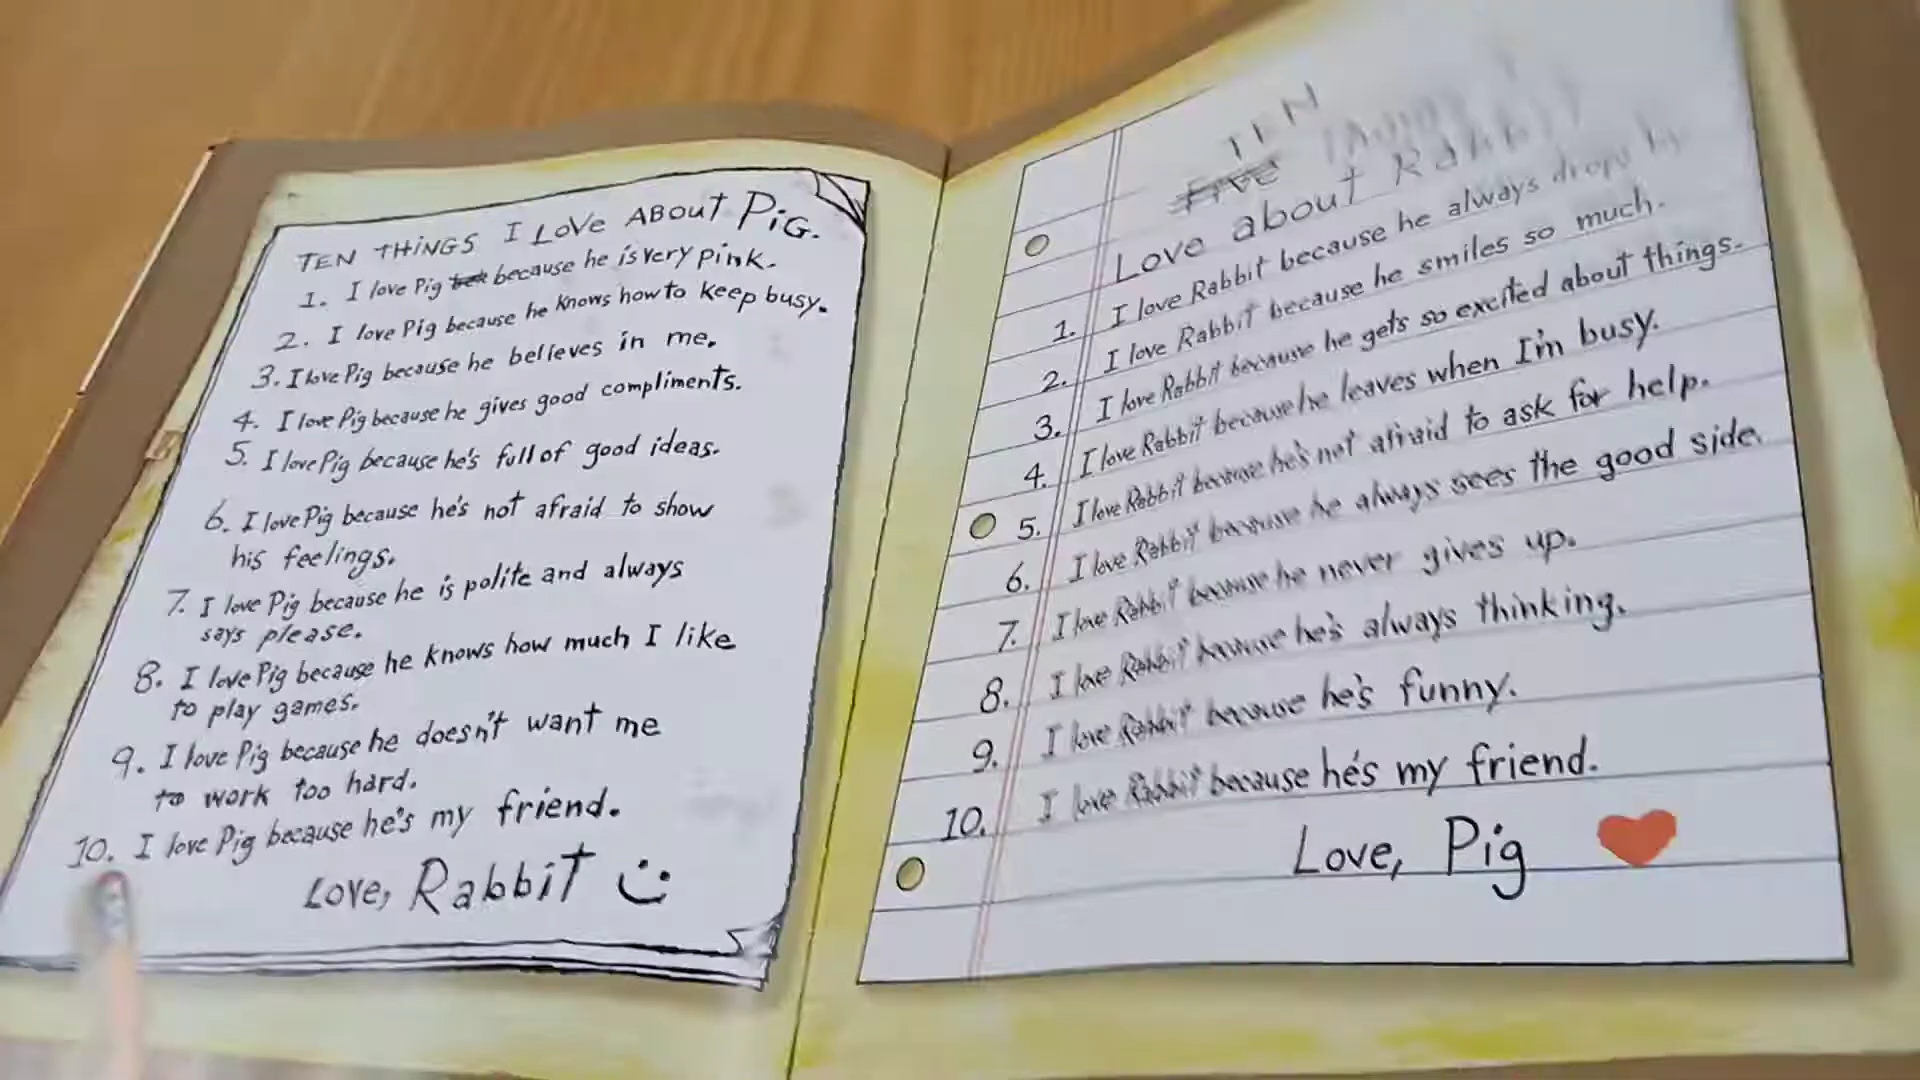 TEN THINGS I LOVE ABOUT PiG.
1. I love Pig because he is very pink.
2. I love Pig because he knows how to keep busy.
3. I love Pig because he believes in me.
4. I love Pig because he gives good compliments.
5. I love Pig because he's full of good ideas.
6. I love Pig because he's not afraid to show
his feelings.
7. I love Pig because he is polite and always
says please.
8. I love Pig because he knows how much I like
to play games.
9. I love Pig because he doesn't want me
to work too hard.
10. I love Pig because he's my friend.
Love, Rabbit
TEN
Five Things I
Love about Rabbit
1. I love Rabbit because he always drops by
2. I love Rabbit because he smiles so much.
3. I love Rabbit because he gets so excited about things.
4. I love Rabbit because he leaves when I'm busy.
5. I love Rabbit because he's not afraid to ask for help.
6. I love Rabbit because he always sees the good side.
7. I love Rabbit because he never gives up.
8. I love Rabbit because he's always thinking.
9. I love Rabbit because he's funny.
10. I love Rabbit because he's my friend.
Love, Pig